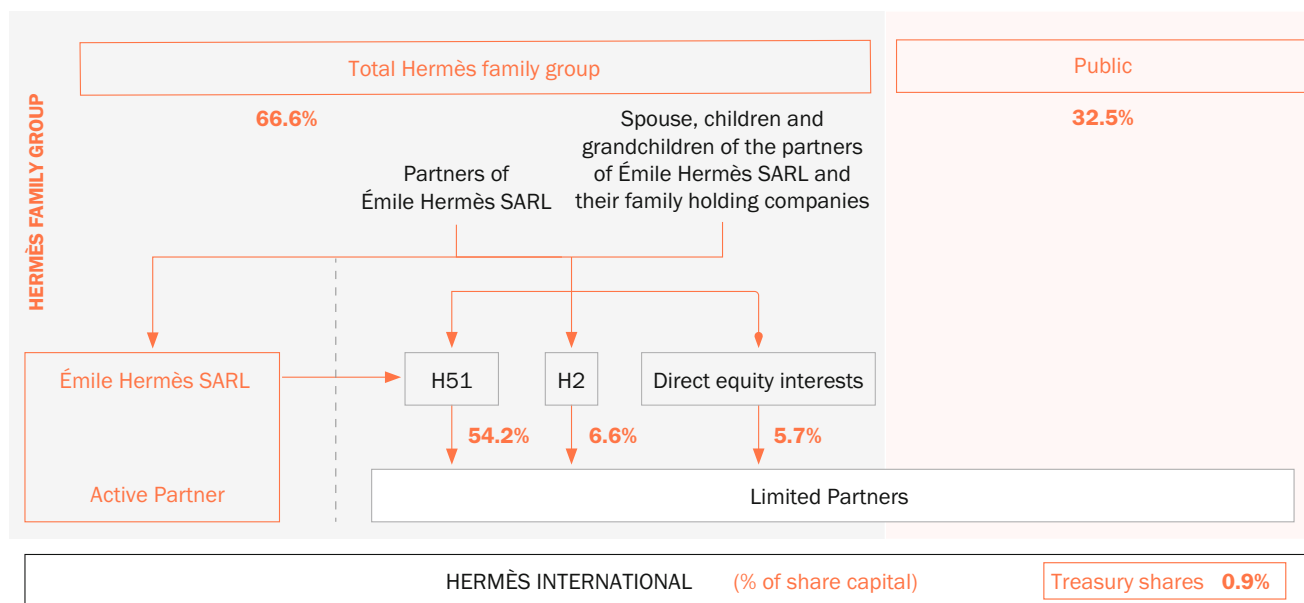 Total Hermès family group
Public
HERMÈS FAMILY GROUP
66.6%
32.5%
Spouse, children and
grandchildren of the partners
of Émile Hermès SARL and
their family holding companies
Partners of
Émile Hermès SARL
Émile Hermès SARL
H51
H2
Direct equity interests
54.2%
6.6%
5.7%
Active Partner
Limited Partners
HERMÈS INTERNATIONAL (% of share capital)
Treasury shares 0.9%